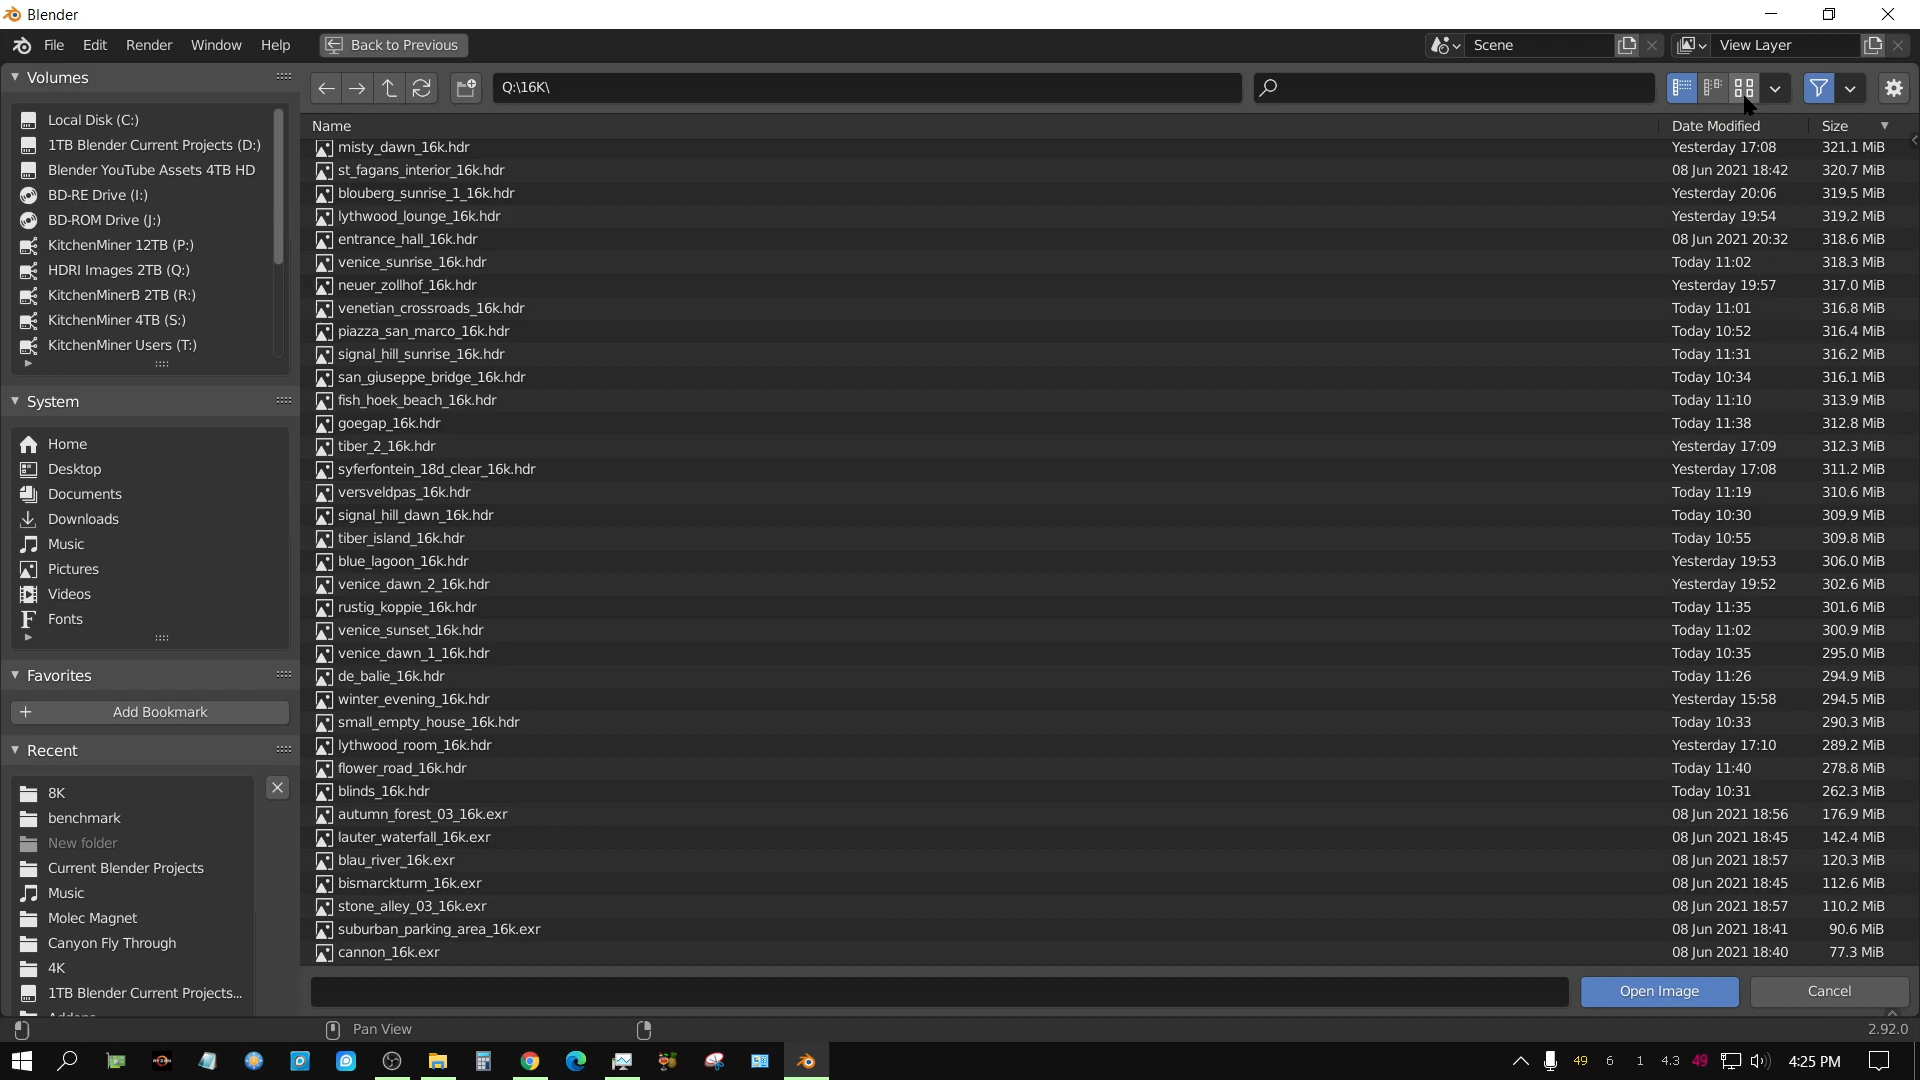 Blender
File Edit Render Window Help Back to Previous Scene View Layer
Volumes
Local Disk (C:)
1TB Blender Current Projects (D:)
Blender YouTube Assets 4TB HD
BD-RE Drive (I:)
BD-ROM Drive (J:)
KitchenMiner 12TB (P:)
HDRI Images 2TB (Q:)
KitchenMinerB 2TB (R:)
KitchenMiner 4TB (S:)
KitchenMiner Users (T:)
System
Home
Desktop
Documents
Downloads
Music
Pictures
Videos
Fonts
Favorites
Add Bookmark
Recent
8K
benchmark
New folder
Current Blender Projects
Music
Molec Magnet
Canyon Fly Through
4K
1TB Blender Current Projects...
Q:\16K\
Name Date Modified Size
misty_dawn_16k.hdr Yesterday 17:08 321.1 MiB
st_fagans_interior_16k.hdr 08 Jun 2021 18:42 320.7 MiB
blouberg_sunrise_1_16k.hdr Yesterday 20:06 319.5 MiB
lythwood_lounge_16k.hdr Yesterday 19:54 319.2 MiB
entrance_hall_16k.hdr 08 Jun 2021 20:32 318.6 MiB
venice_sunrise_16k.hdr Today 11:02 318.3 MiB
neuer_zollhof_16k.hdr Yesterday 19:57 317.0 MiB
venetian_crossroads_16k.hdr Today 11:01 316.8 MiB
piazza_san_marco_16k.hdr Today 10:52 316.4 MiB
signal_hill_sunrise_16k.hdr Today 11:31 316.2 MiB
san_giuseppe_bridge_16k.hdr Today 10:34 316.1 MiB
fish_hoek_beach_16k.hdr Today 11:10 313.9 MiB
goegap_16k.hdr Today 11:38 312.8 MiB
tiber_2_16k.hdr Yesterday 17:09 312.3 MiB
syferfontein_18d_clear_16k.hdr Yesterday 17:08 311.2 MiB
versveldpas_16k.hdr Today 11:19 310.6 MiB
signal_hill_dawn_16k.hdr Today 10:30 309.9 MiB
tiber_island_16k.hdr Today 10:55 309.8 MiB
blue_lagoon_16k.hdr Yesterday 19:53 306.0 MiB
venice_dawn_2_16k.hdr Yesterday 19:52 302.6 MiB
rustig_koppie_16k.hdr Today 11:35 301.6 MiB
venice_sunset_16k.hdr Today 11:02 300.9 MiB
venice_dawn_1_16k.hdr Today 10:35 295.0 MiB
de_balie_16k.hdr Today 11:26 294.9 MiB
winter_evening_16k.hdr Yesterday 15:58 294.5 MiB
small_empty_house_16k.hdr Today 10:33 290.3 MiB
lythwood_room_16k.hdr Yesterday 17:10 289.2 MiB
flower_road_16k.hdr Today 11:40 278.8 MiB
blinds_16k.hdr Today 10:31 262.3 MiB
autumn_forest_03_16k.exr 08 Jun 2021 18:56 176.9 MiB
lauter_waterfall_16k.exr 08 Jun 2021 18:45 142.4 MiB
blau_river_16k.exr 08 Jun 2021 18:57 120.3 MiB
bismarckturm_16k.exr 08 Jun 2021 18:45 112.6 MiB
stone_alley_03_16k.exr 08 Jun 2021 18:57 110.2 MiB
suburban_parking_area_16k.exr 08 Jun 2021 18:41 90.6 MiB
cannon_16k.exr 08 Jun 2021 18:40 77.3 MiB
Open Image Cancel
Pan View 2.92.0
49 6 1 4.3 49 4:25 PM